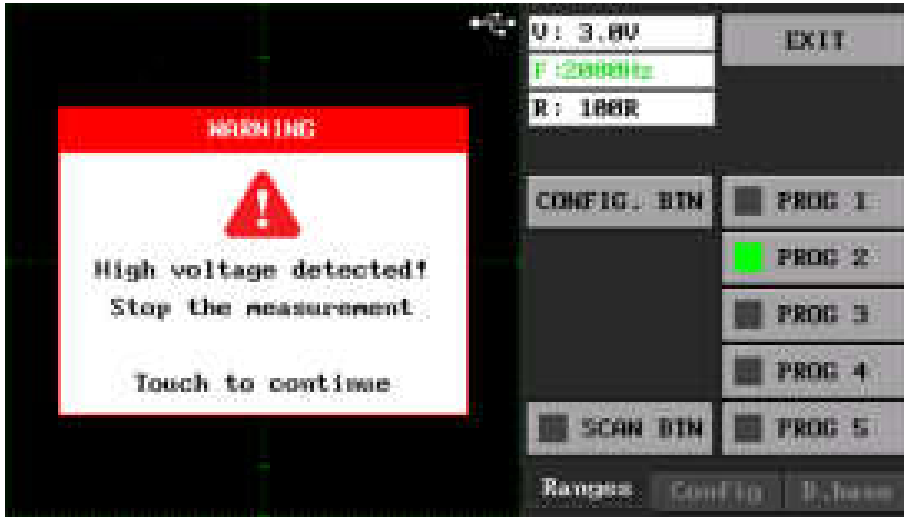 V: 3.0V
EXIT
F:2000Hz
R: 100R
WARNING
High voltage detected!
Stop the measurement
Touch to continue
CONFIG. BTN
PROG 1
PROG 2
PROG 3
PROG 4
SCAN BTN
PROG 5
Ranges
Config
D.base